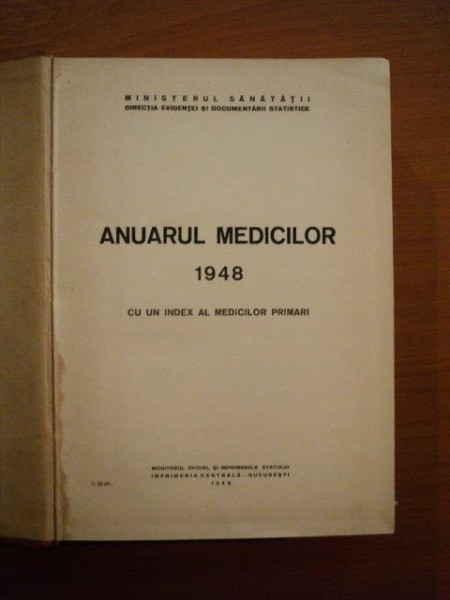 MINISTERUL SĂNĂTĂȚII
DIRECȚIA EVIDENȚEI ȘI DOCUMENTĂRII STATISTICE
ANUARUL MEDICILOR
1948
CU UN INDEX AL MEDICILOR PRIMARI
MONITORUL OFICIAL ȘI IMPRIMERIILE STATULUI
IMPRIMERIA CENTRALĂ—BUCUREȘTI
1948